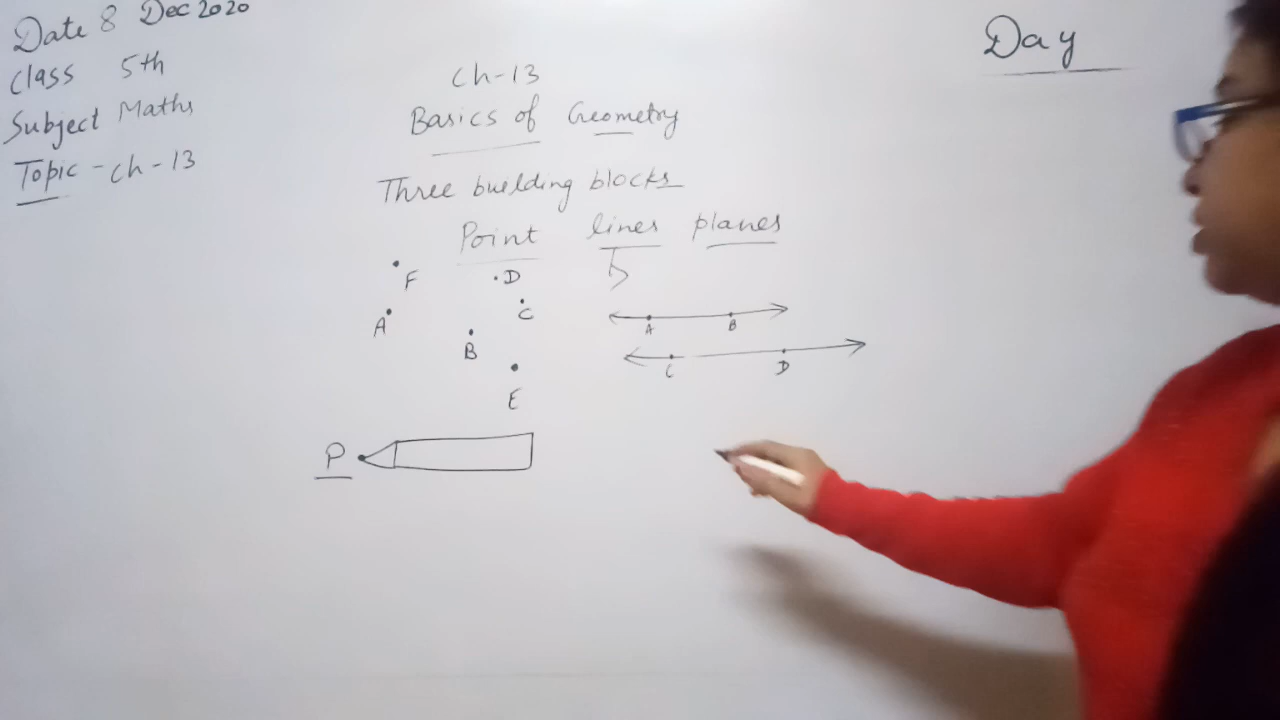 Date 8 Dec 2020
Class 5th
Subject Maths
Topic - Ch - 13
Day
Ch-13
Basics of Geometry
Three building blocks
Point lines planes
F
D
A
C
B
E
A B
C D
P